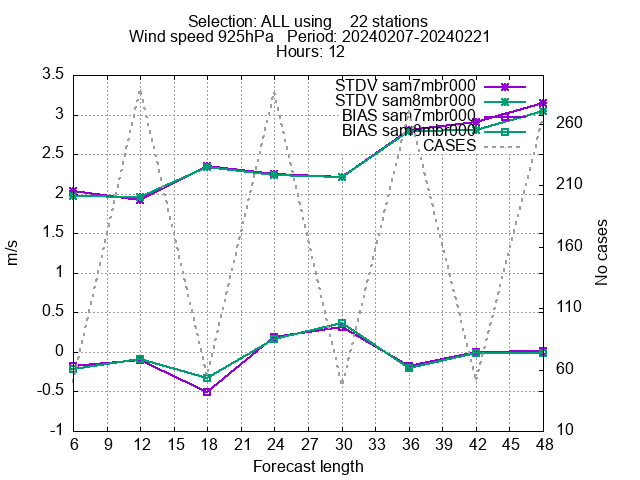 Selection: ALL using 22 stations
Wind speed 925hPa Period: 20240207-20240221
Hours: 12
STDV sam7mbr000
STDV sam8mbr000
BIAS sam7mbr000
BIAS sam8mbr000
CASES
3.5
3
2.5
2
1.5
1
0.5
0
-0.5
-1
m/s
260
210
160
110
60
10
No cases
6 9 12 15 18 21 24 27 30 33 36 39 42 45 48
Forecast length